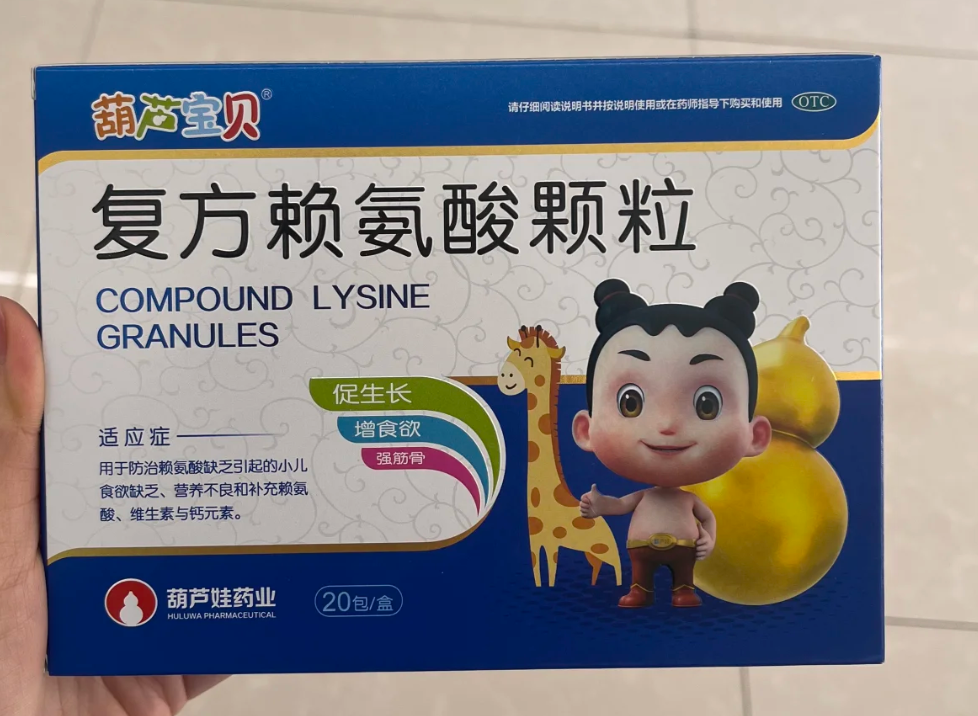 葫芦宝贝®
请仔细阅读说明书并按说明使用或在药师指导下购买和使用
OTC
复方赖氨酸颗粒
COMPOUND LYSINE
GRANULES
促生长
增食欲
强筋骨
适应症
用于防治赖氨酸缺乏引起的小儿
食欲缺乏、营养不良和补充赖氨
酸、维生素与钙元素。
葫芦娃药业
HULUWA PHARMACEUTICAL
20包/盒